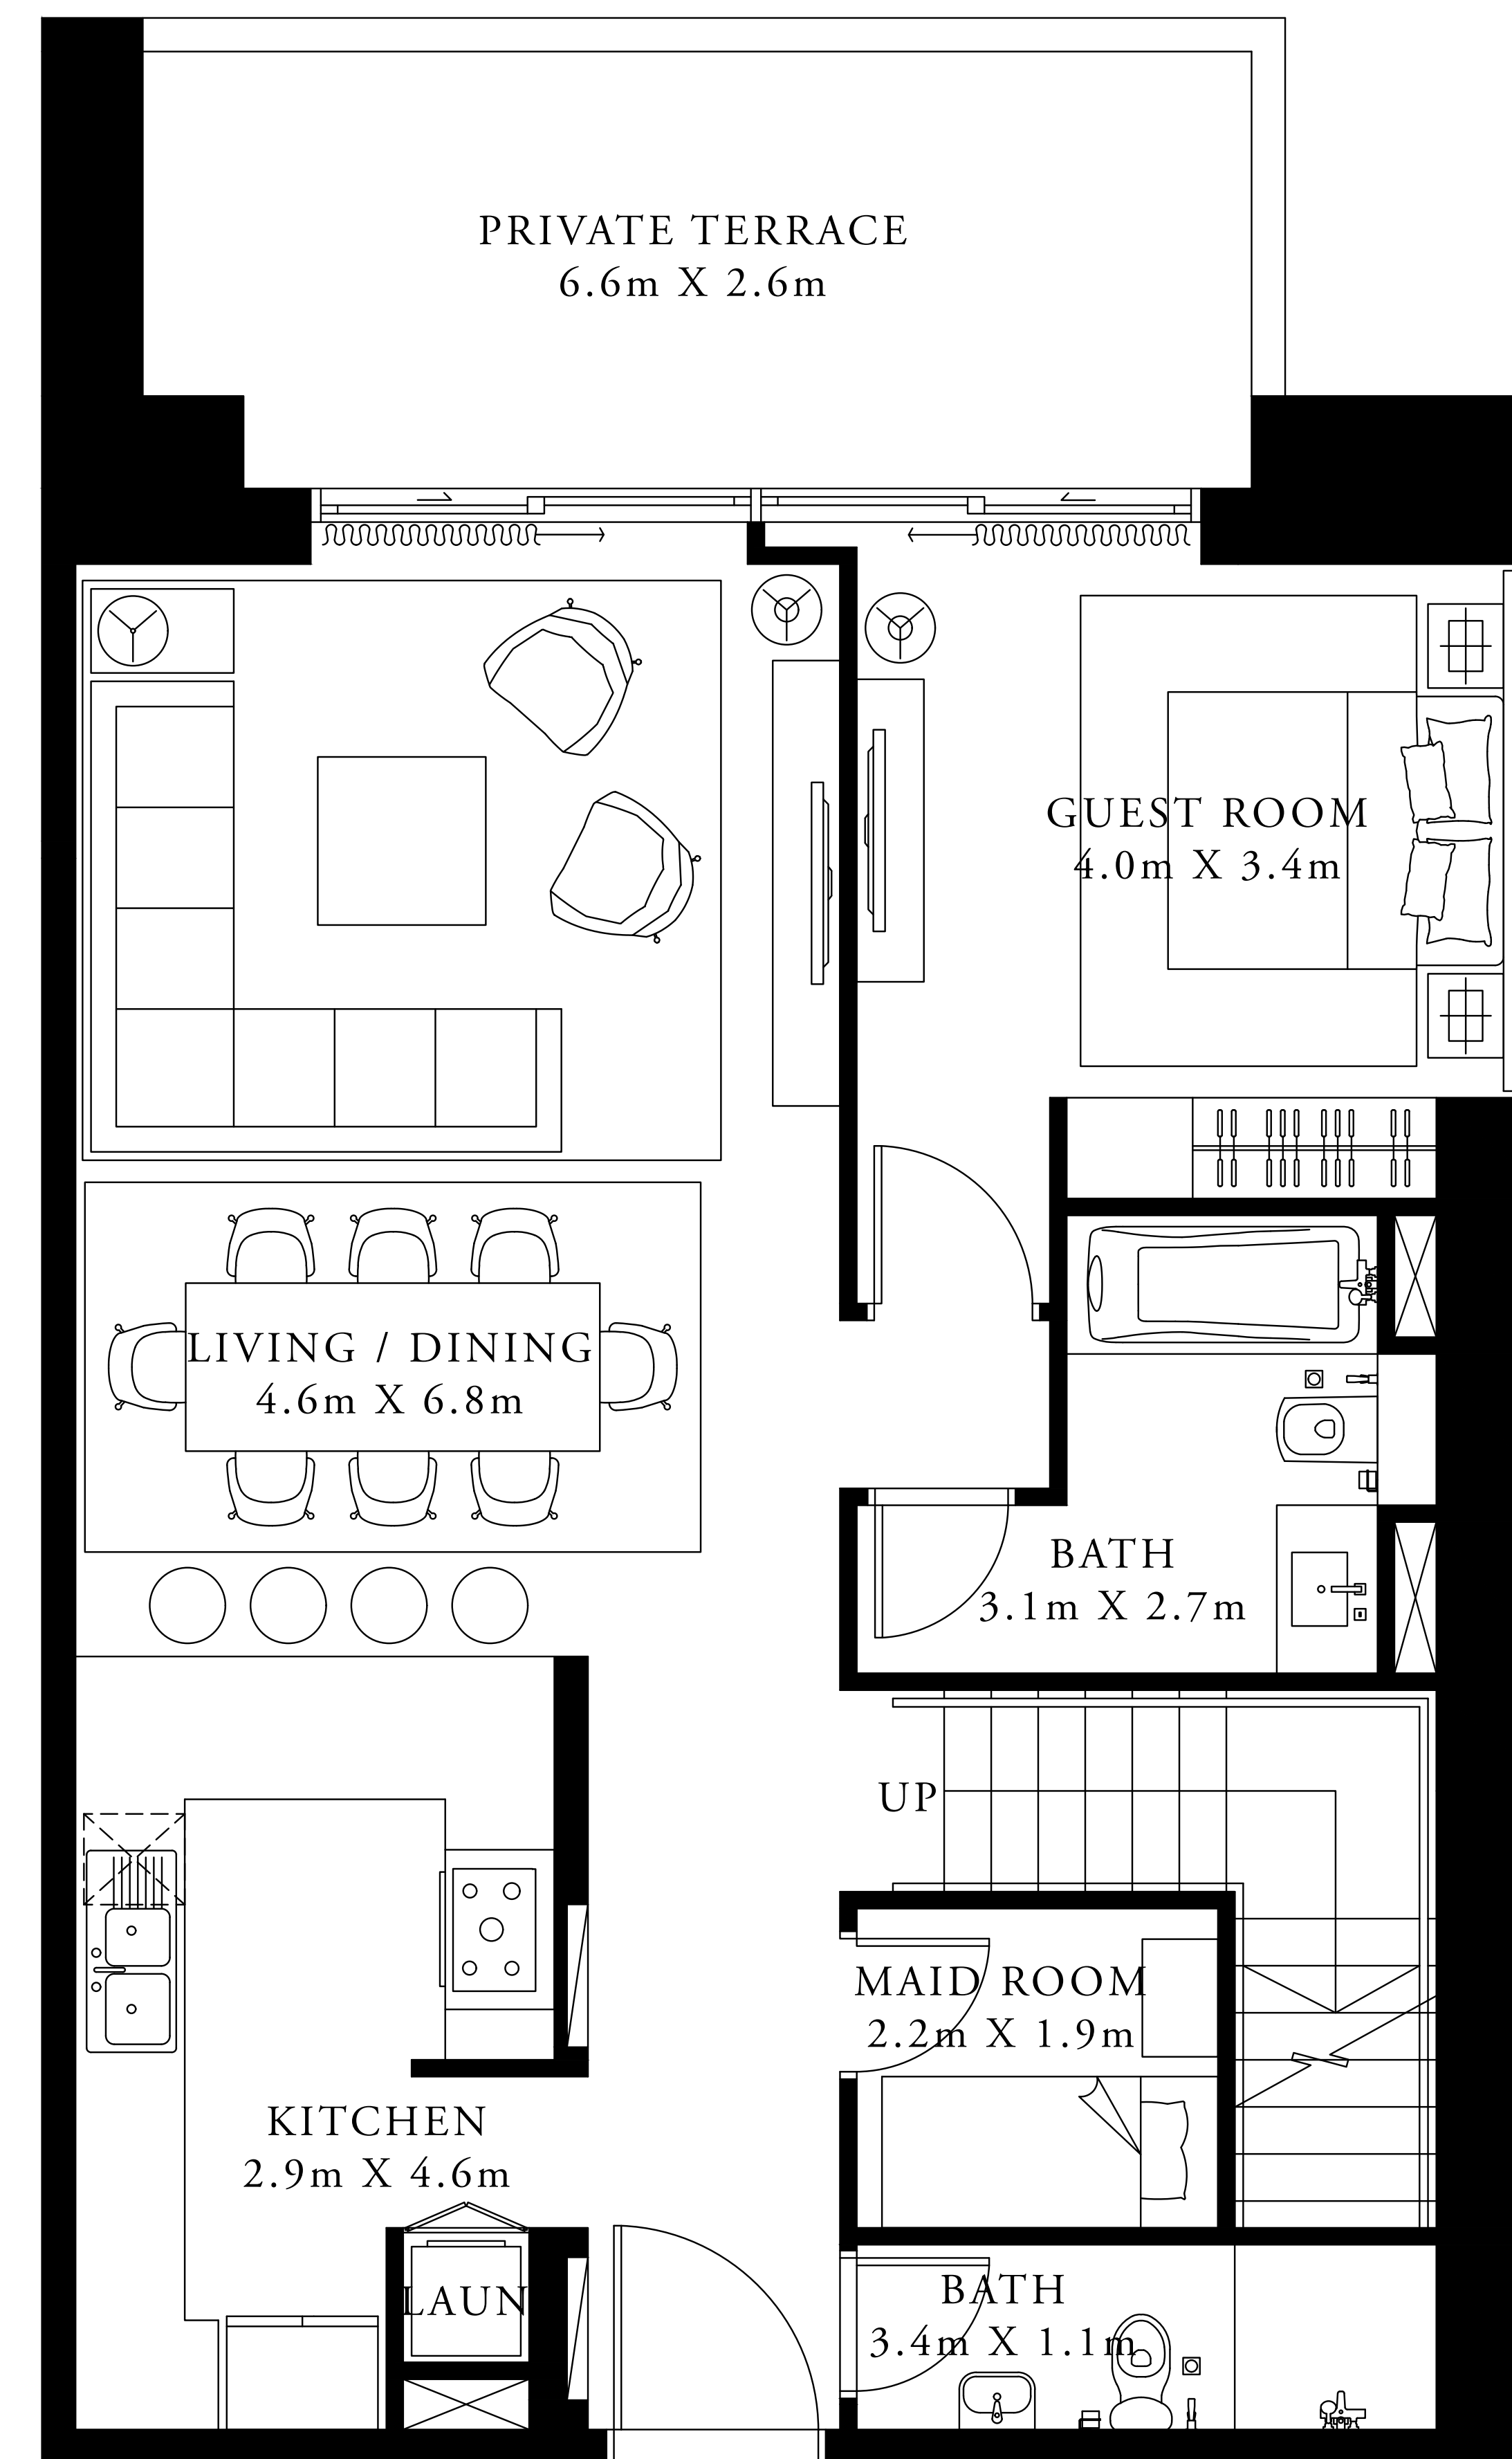 PRIVATE TERRACE
6.6m X 2.6m
GUEST ROOM
4.0m X 3.4m
LIVING / DINING
4.6m X 6.8m
BATH
3.1m X 2.7m
UP
MAID ROOM
2.2m X 1.9m
KITCHEN
2.9m X 4.6m
LAUN
BATH
3.4m X 1.1m